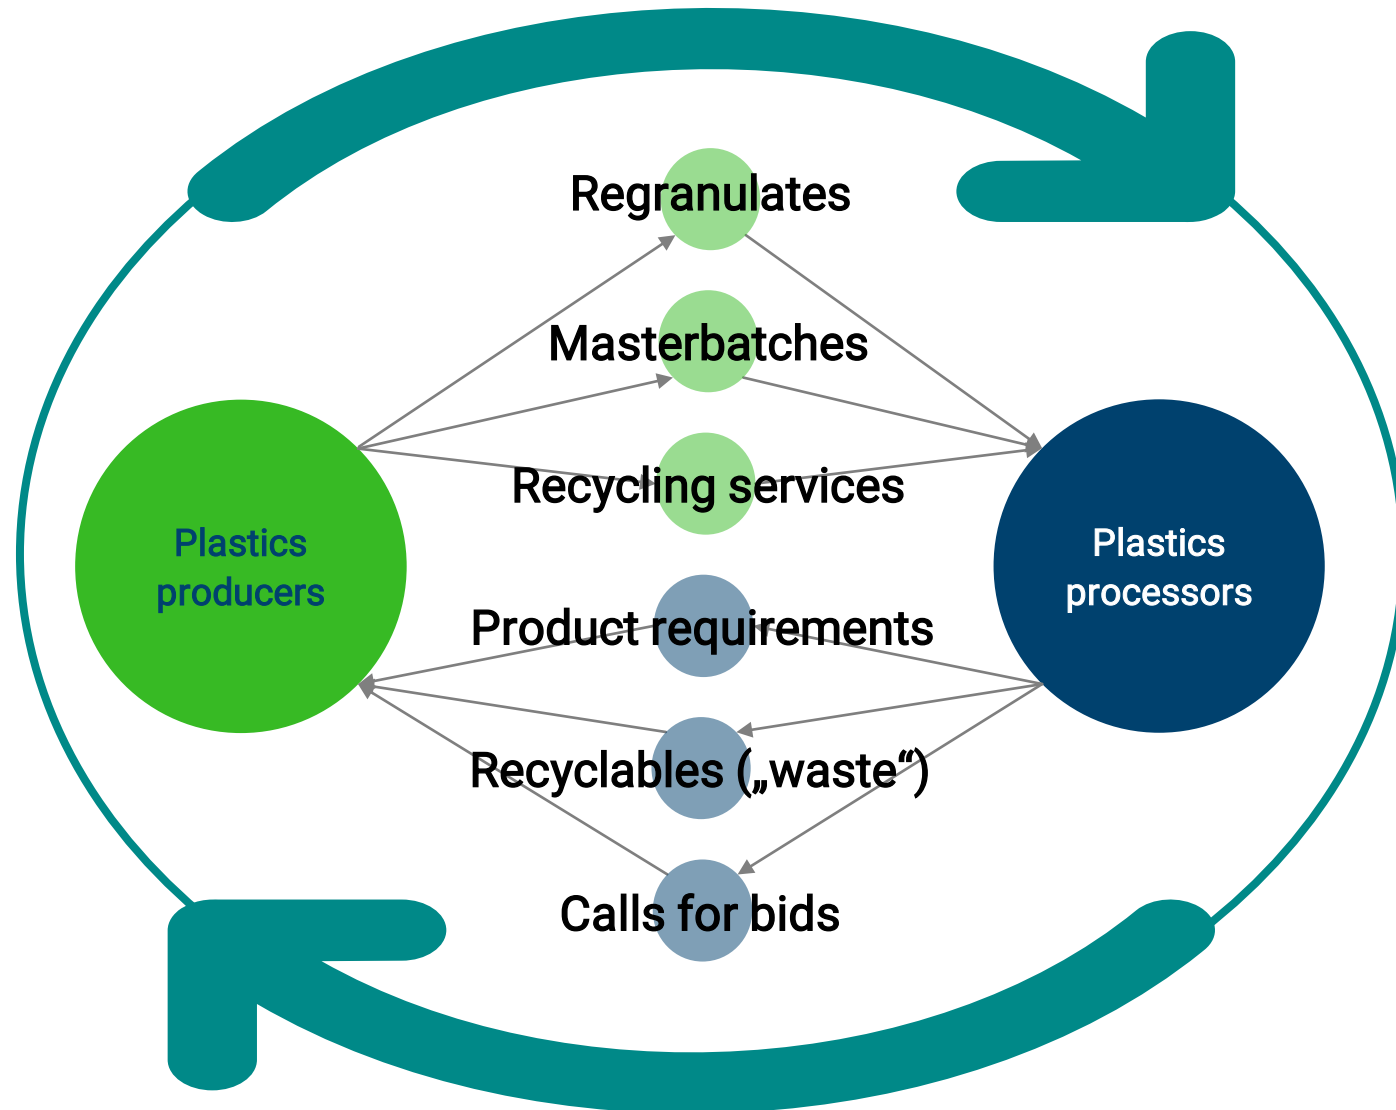 Regranulates
Masterbatches
Recycling services
Plastics
producers
Plastics
processors
Product requirements
Recyclables („waste“)
Calls for bids